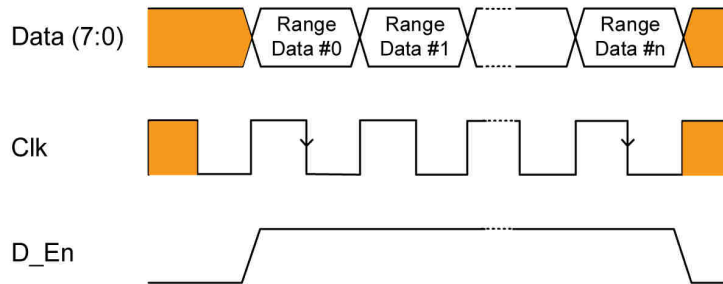 Data (7:0)
Range
Data #0
Range
Data #1
Range
Data #n
Clk
D_En